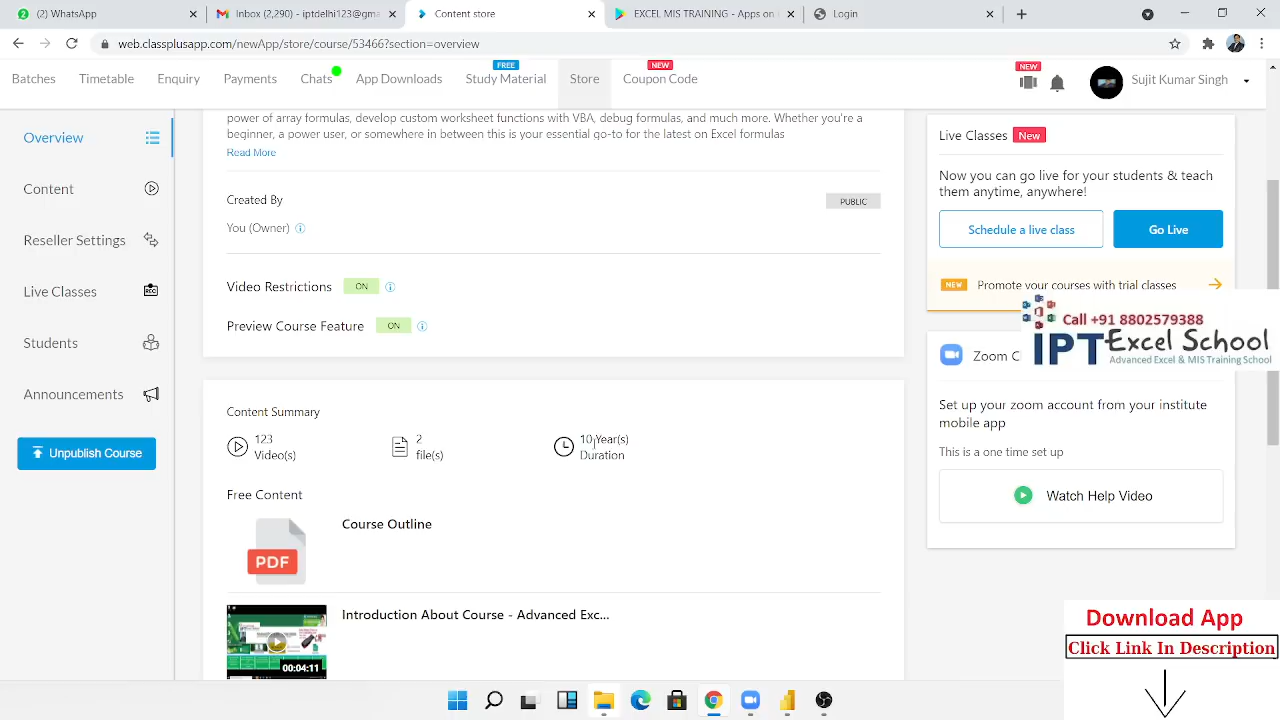 (2) WhatsApp
Inbox (2,290) - iptdelhi123@gma
Content store
EXCEL MIS TRAINING - Apps on
Login
web.classplusapp.com/newApp/store/course/53466?section=overview
FREE
NEW
NEW
Batches
Timetable
Enquiry
Payments
Chats
App Downloads
Study Material
Store
Coupon Code
Sujit Kumar Singh
Overview
Content
Reseller Settings
Live Classes
REC
Students
Announcements
Unpublish Course
power of array formulas, develop custom worksheet functions with VBA, debug formulas, and much more. Whether you're a
beginner, a power user, or somewhere in between this is your essential go-to for the latest on Excel formulas
Read More
Created By
PUBLIC
You (Owner)
Video Restrictions ON
Preview Course Feature ON
Content Summary
123
Video(s)
2
file(s)
10Year(s)
Duration
Free Content
PDF
Course Outline
Introduction About Course - Advanced Exc...
00:04:11
Live Classes New
Now you can go live for your students & teach
them anytime, anywhere!
Schedule a live class
Go Live
NEW Promote your courses with trial classes
Call +91 8802579388
IPT Excel School
Advanced Excel & MIS Training School
Zoom C
Set up your zoom account from your institute
mobile app
This is a one time set up
Watch Help Video
Download App
Click Link In Description